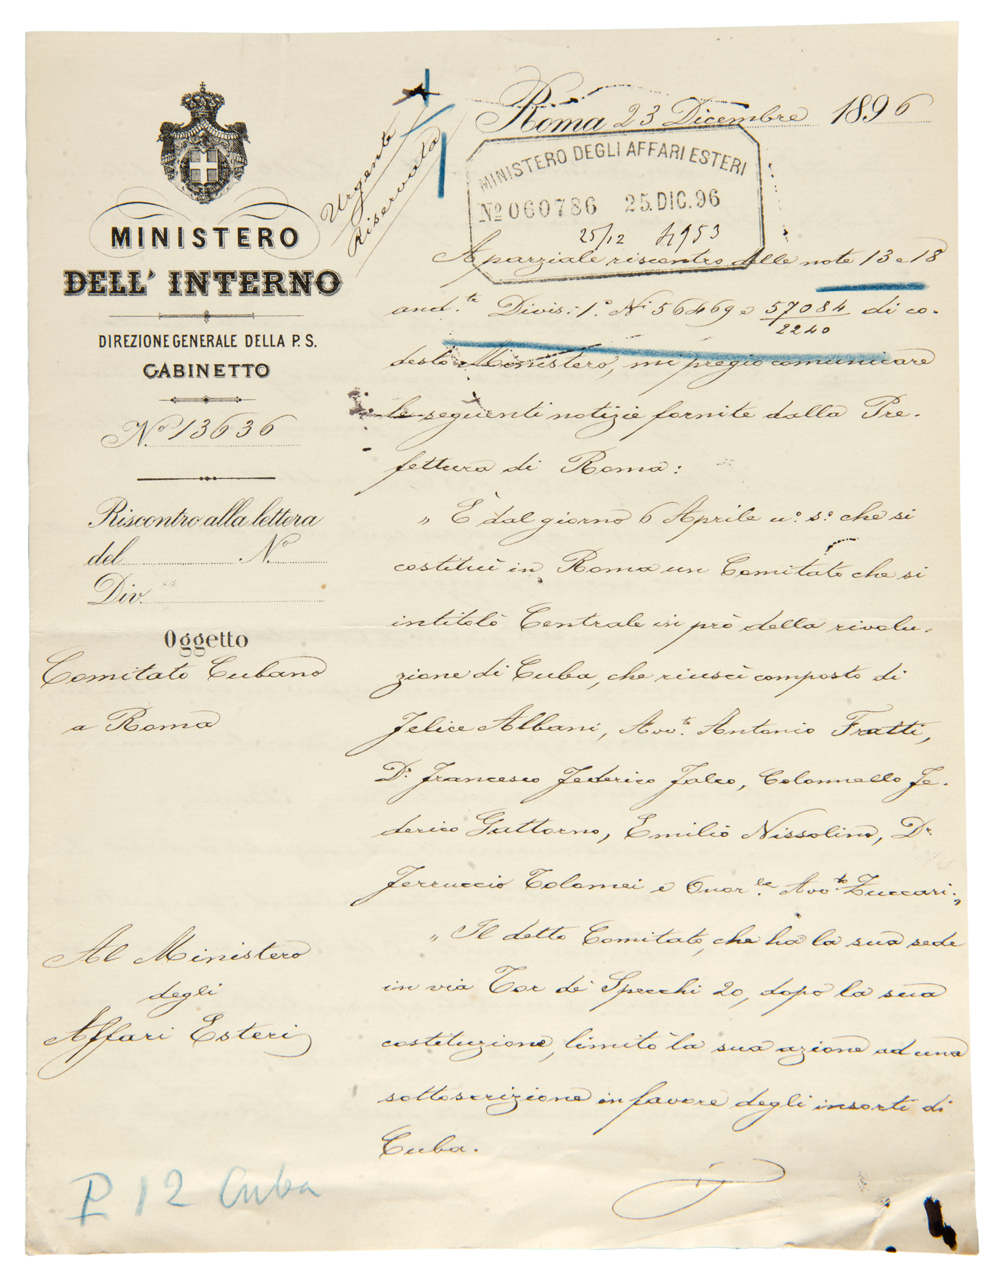 Roma 23 Dicembre 1896
Urgente
Riservata
MINISTERO DEGLI AFFARI ESTERI
No 060786 25.DIC.96
25/12 4953
MINISTERO
DELL' INTERNO
DIREZIONE GENERALE DELLA P. S.
GABINETTO
No 13636
Riscontro alla lettera
del N.
Div.
Oggetto
Comitato Cubano
a Roma
Al Ministero
degli
Affari Esteri
A parziale riscontro delle note 13 e 18
and.te Divis: 1.a Ni 56469 e 57084 di co-
2240
desto Ministero, mi pregio comunicare
le seguenti notizie fornite dalla Pre-
fettura di Roma:
„ È dal giorno 6 Aprile u.o s.o che si
costituì in Roma un Comitato che si
intitolò Centrale in prò della rivolu-
zione di Cuba, che riuscì composto di
Felice Albani, Avv.to Antonio Fratti,
D.r Francesco Federico Falco, Colonnello Fe-
derico Guttorno, Emilio Nissolino, D.r
Ferruccio Tolomei e Onor.le Avv.to Zuccari.„
„ Il detto Comitato, che ha la sua sede
in via Tor de' Specchi 20, dopo la sua
costituzione, limitò la sua azione ad una
sottoscrizione in favore degli insorti di
Cuba.
P 12 Cuba